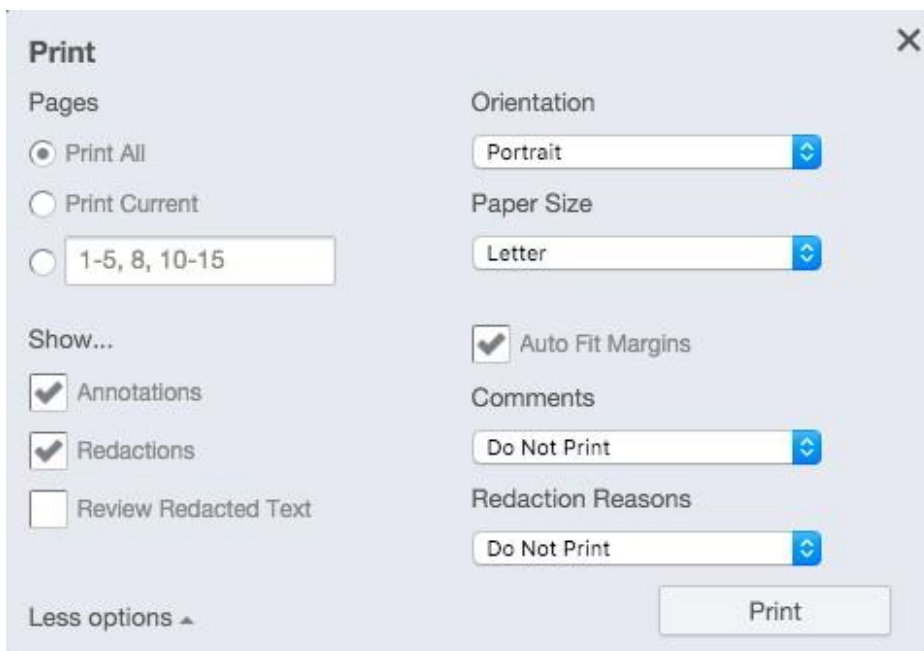 Print
Pages
Print All
Print Current
1-5, 8, 10-15
Show...
Annotations
Redactions
Review Redacted Text
Less options
Orientation
Portrait
Paper Size
Letter
Auto Fit Margins
Comments
Do Not Print
Redaction Reasons
Do Not Print
Print